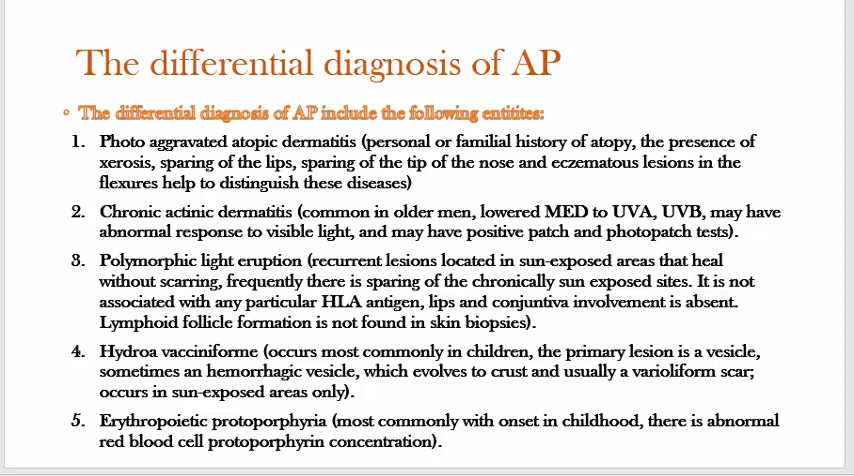 The differential diagnosis of AP
◦ The differential diagnosis of AP include the following entitites:
1. Photo aggravated atopic dermatitis (personal or familial history of atopy, the presence of
xerosis, sparing of the lips, sparing of the tip of the nose and eczematous lesions in the
flexures help to distinguish these diseases)
2. Chronic actinic dermatitis (common in older men, lowered MED to UVA, UVB, may have
abnormal response to visible light, and may have positive patch and photopatch tests).
3. Polymorphic light eruption (recurrent lesions located in sun-exposed areas that heal
without scarring, frequently there is sparing of the chronically sun exposed sites. It is not
associated with any particular HLA antigen, lips and conjuntiva involvement is absent.
Lymphoid follicle formation is not found in skin biopsies).
4. Hydroa vacciniforme (occurs most commonly in children, the primary lesion is a vesicle,
sometimes an hemorrhagic vesicle, which evolves to crust and usually a varioliform scar;
occurs in sun-exposed areas only).
5. Erythropoietic protoporphyria (most commonly with onset in childhood, there is abnormal
red blood cell protoporphyrin concentration).